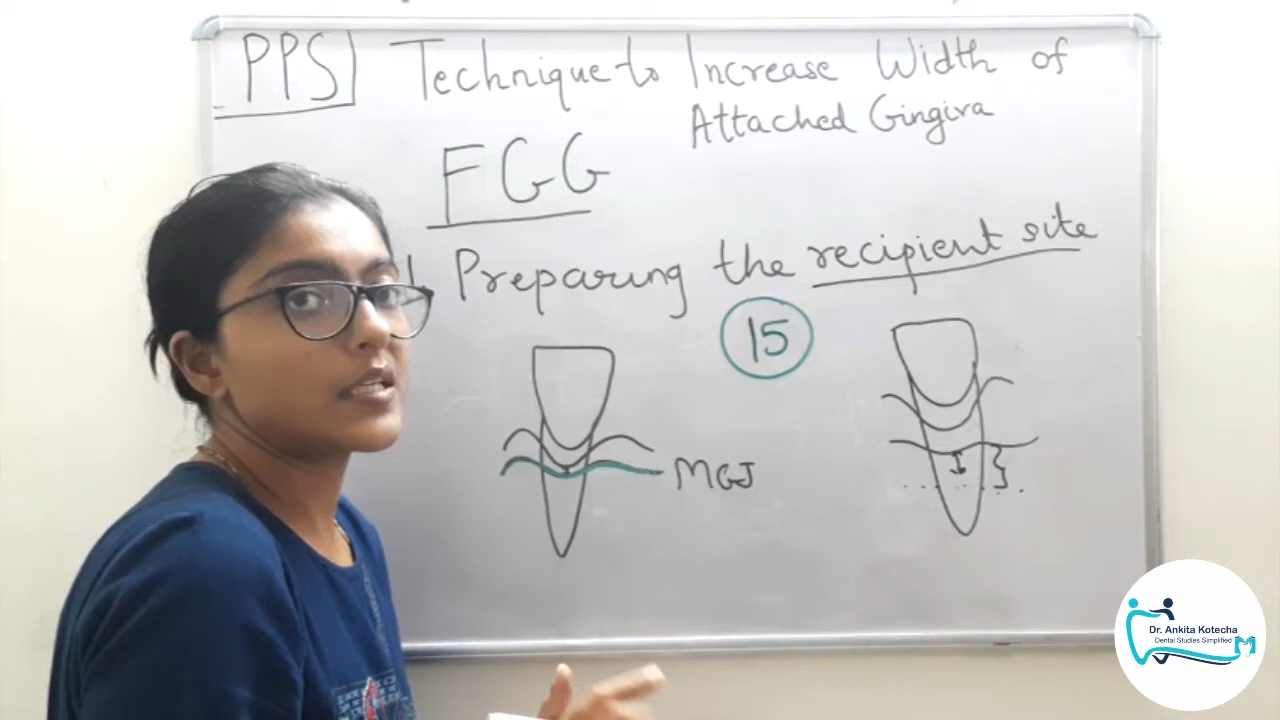 PPS Technique to Increase Width of
Attached Gingiva
FGG
1 Preparing the recipient site
15
MGJ
Dr. Ankita Kotecha
Dental Studies Simplified